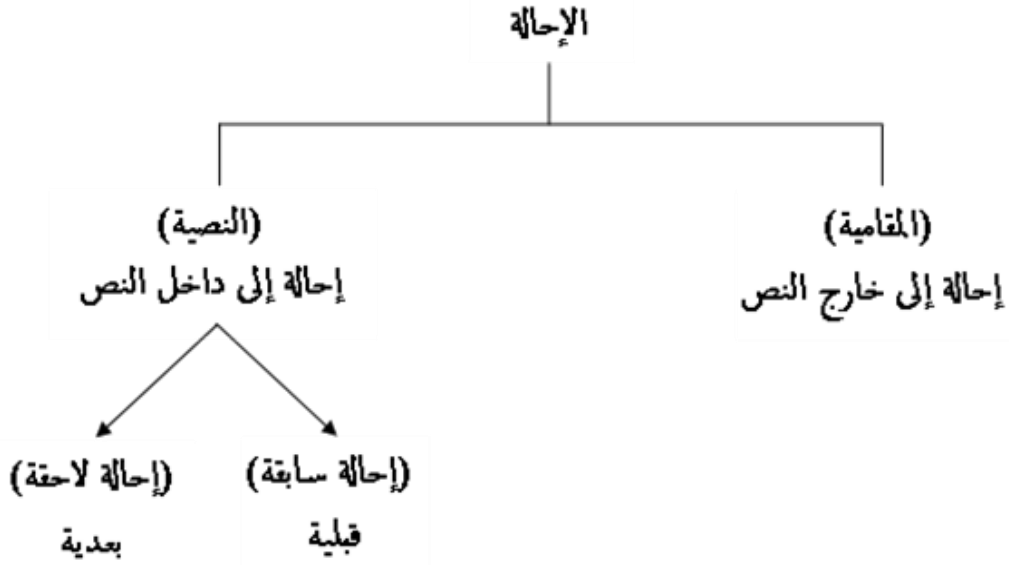 الإحالة
(المقامية)
إحالة إلى خارج النص
(النصية)
إحالة إلى داخل النص
(إحالة سابقة)
قبلية
(إحالة لاحقة)
بعدية